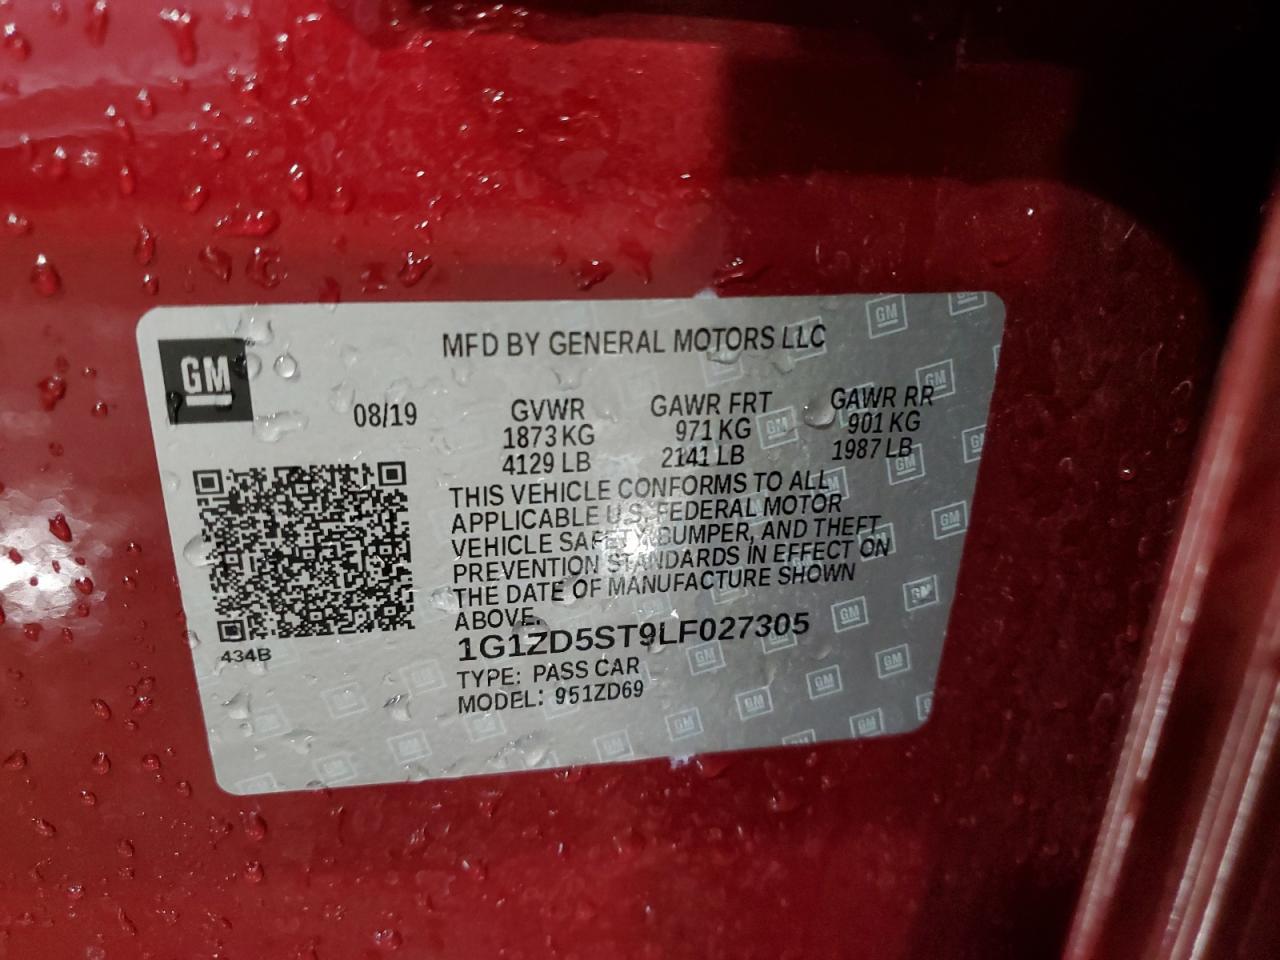 MFD BY GENERAL MOTORS LLC
GM
08/19
GVWR GAWR FRT GAWR RR
1873 KG 971 KG 901 KG
4129 LB 2141 LB 1987 LB
THIS VEHICLE CONFORMS TO ALL
APPLICABLE U.S. FEDERAL MOTOR
VEHICLE SAFETY, BUMPER, AND THEFT
PREVENTION STANDARDS IN EFFECT ON
THE DATE OF MANUFACTURE SHOWN
ABOVE.
434B
1G1ZD5ST9LF027305
TYPE: PASS CAR
MODEL: 951ZD69